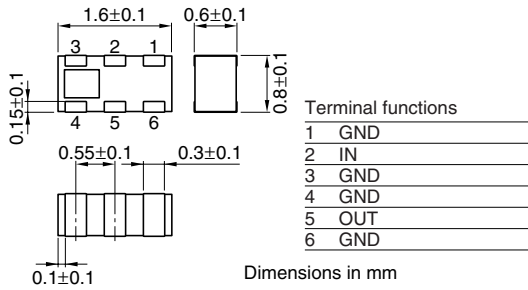 1.6±0.1
0.6±0.1
3 2 1
0.15±0.1
0.8±0.1
4 5 6
0.55±0.1
0.3±0.1
0.1±0.1
Terminal functions
1 GND
2 IN
3 GND
4 GND
5 OUT
6 GND
Dimensions in mm